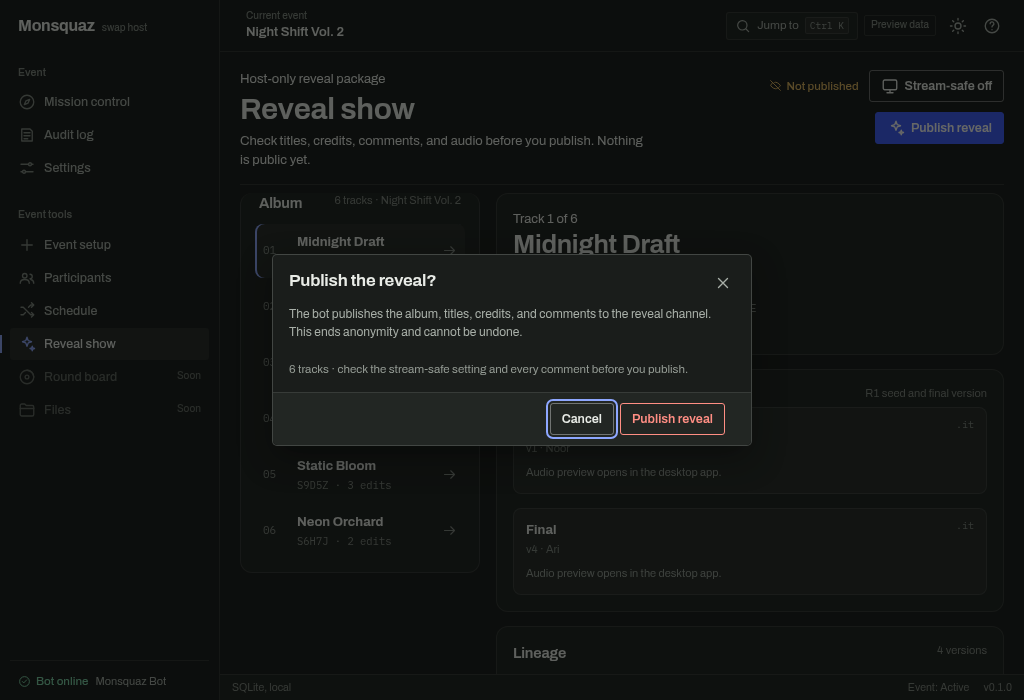 Monsquaz swap host
Current event
Night Shift Vol. 2
Jump to Ctrl K
Preview data
Event
Mission control
Audit log
Settings
Event tools
Event setup
Participants
Schedule
Reveal show
Round board Soon
Files Soon
Bot online Monsquaz Bot
Host-only reveal package
Reveal show
Check titles, credits, comments, and audio before you publish. Nothing
is public yet.
Not published
Stream-safe off
Publish reveal
Album 6 tracks · Night Shift Vol. 2
01 Midnight Draft
05 Static Bloom
S9D5Z · 3 edits
06 Neon Orchard
S6H7J · 2 edits
Track 1 of 6
Midnight Draft
Publish the reveal?
The bot publishes the album, titles, credits, and comments to the reveal channel.
This ends anonymity and cannot be undone.
6 tracks · check the stream-safe setting and every comment before you publish.
Cancel
Publish reveal
R1 seed and final version
.it
v1 · Noor
Audio preview opens in the desktop app.
Final .it
v4 · Ari
Audio preview opens in the desktop app.
Lineage 4 versions
SQLite, local
Event: Active v0.1.0